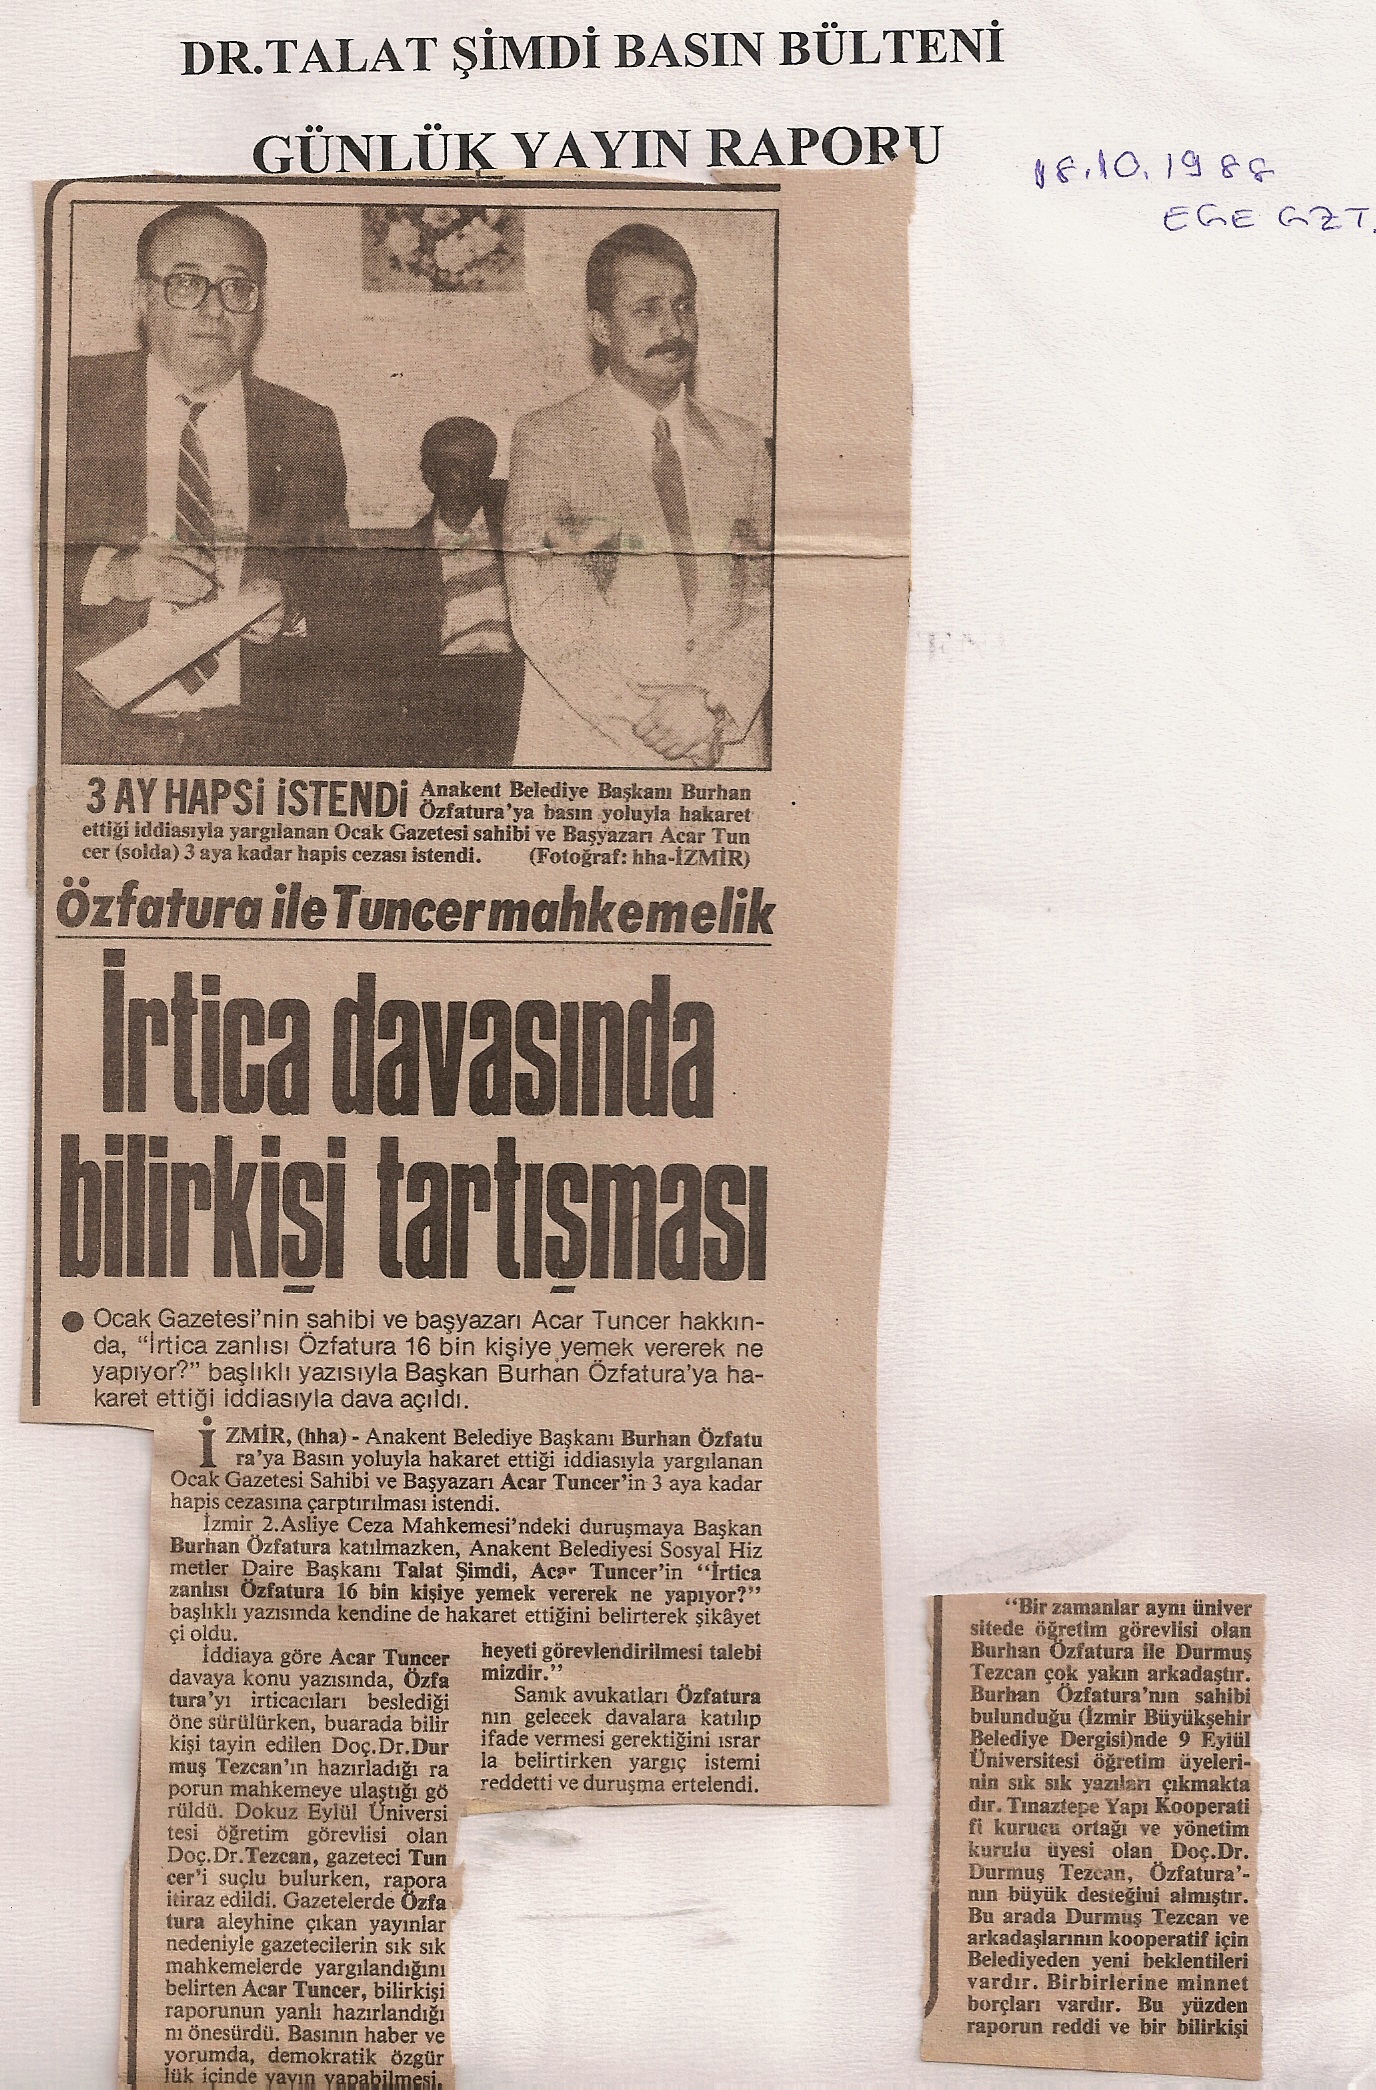 DR.TALAT ŞİMDİ BASIN BÜLTENİ
GÜNLÜK YAYIN RAPORU
18.10.1988
EGE GZT.
3 AY HAPSİ İSTENDİ Anakent Belediye Başkanı Burhan
Özfatura'ya basın yoluyla hakaret
ettiği iddiasıyla yargılanan Ocak Gazetesi sahibi ve Başyazarı Acar Tun
cer (solda) 3 aya kadar hapis cezası istendi. (Fotoğraf: hha-İZMİR)
Özfatura ile Tuncer mahkemelik
İrtica davasında
bilirkişi tartışması
● Ocak Gazetesi'nin sahibi ve başyazarı Acar Tuncer hakkın-
da, “İrtica zanlısı Özfatura 16 bin kişiye yemek vererek ne
yapıyor?” başlıklı yazısıyla Başkan Burhan Özfatura'ya ha-
karet ettiği iddiasıyla dava açıldı.
İZMİR, (hha) - Anakent Belediye Başkanı Burhan Özfatu
ra'ya Basın yoluyla hakaret ettiği iddiasıyla yargılanan
Ocak Gazetesi Sahibi ve Başyazarı Acar Tuncer'in 3 aya kadar
hapis cezasına çarptırılması istendi.
İzmir 2.Asliye Ceza Mahkemesi'ndeki duruşmaya Başkan
Burhan Özfatura katılmazken, Anakent Belediyesi Sosyal Hiz
metler Daire Başkanı Talat Şimdi, Acar Tuncer'in “İrtica
zanlısı Özfatura 16 bin kişiye yemek vererek ne yapıyor?”
başlıklı yazısında kendine de hakaret ettiğini belirterek şikâyet
çi oldu.
İddiaya göre Acar Tuncer
davaya konu yazısında, Özfa
tura'yı irticacıları beslediği
öne sürülürken, buarada bilir
kişi tayin edilen Doç.Dr.Dur
muş Tezcan'ın hazırladığı ra
porun mahkemeye ulaştığı gö
rüldü. Dokuz Eylül Üniversi
tesi öğretim görevlisi olan
Doç.Dr.Tezcan, gazeteci Tun
cer'i suçlu bulurken, rapora
itiraz edildi. Gazetelerde Özfa
tura aleyhine çıkan yayınlar
nedeniyle gazetecilerin sık sık
mahkemelerde yargılandığını
belirten Acar Tuncer, bilirkişi
raporunun yanlı hazırlandığı
nı önesürdü. Basının haber ve
yorumda, demokratik özgür
lük içinde yayın yapabilmesi,
“Bir zamanlar aynı üniver
sitede öğretim görevlisi olan
Burhan Özfatura ile Durmuş
Tezcan çok yakın arkadaştır.
Burhan Özfatura'nın sahibi
bulunduğu (İzmir Büyükşehir
Belediye Dergisi)nde 9 Eylül
Üniversitesi öğretim üyeleri-
nin sık sık yazıları çıkmakta
dır. Tınaztepe Yapı Kooperati
fi kurucu ortağı ve yönetim
kurulu üyesi olan Doç.Dr.
Durmuş Tezcan, Özfatura'-
nın büyük desteğini almıştır.
Bu arada Durmuş Tezcan ve
arkadaşlarının kooperatif için
Belediyeden yeni beklentileri
vardır. Birbirlerine minnet
borçları vardır. Bu yüzden
raporun reddi ve bir bilirkişi
heyeti görevlendirilmesi talebi
mizdir.”
Sanık avukatları Özfatura
nın gelecek davalara katılıp
ifade vermesi gerektiğini ısrar
la belirtirken yargıç istemi
reddetti ve duruşma ertelendi.